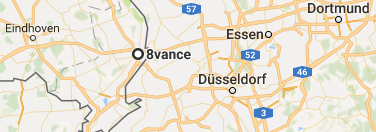 57
Dortmund
Eindhoven
Essen
8vance
52
46
Düsseldorf
3